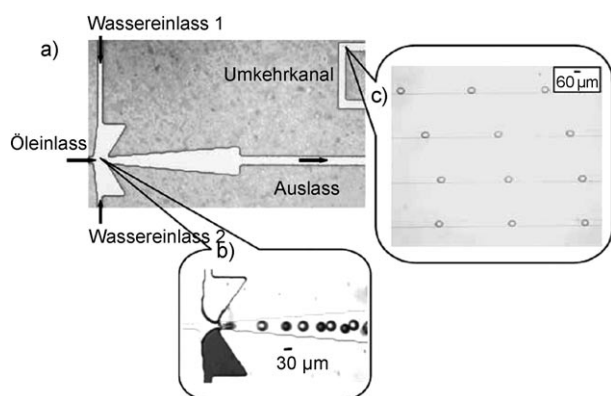 Wassereinlass 1
a)
Umkehrkanal
c)
60 µm
Öleinlass
Auslass
Wassereinlass 2
b)
30 µm